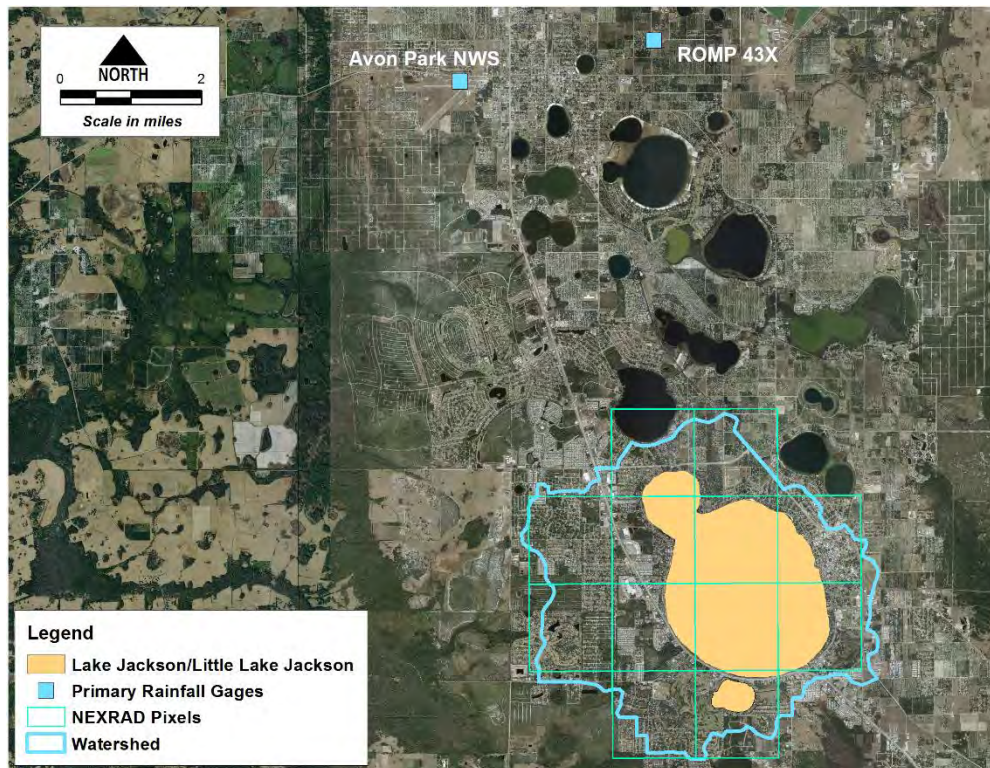 Avon Park NWS
ROMP 43X
NORTH
0 2
Scale in miles
Legend
Lake Jackson/Little Lake Jackson
Primary Rainfall Gages
NEXRAD Pixels
Watershed